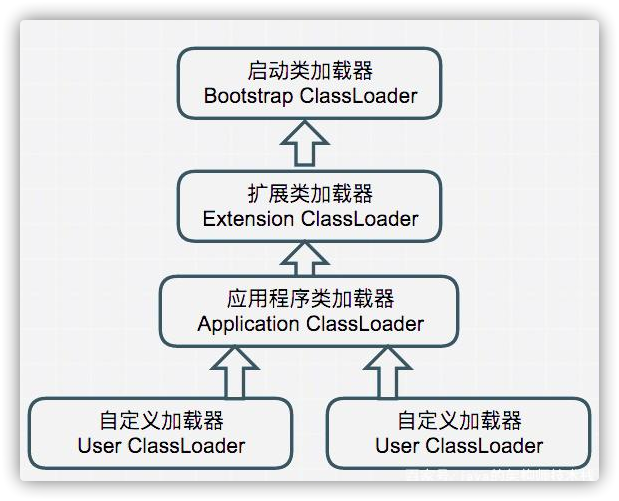 启动类加载器
Bootstrap ClassLoader
扩展类加载器
Extension ClassLoader
应用程序类加载器
Application ClassLoader
自定义加载器
User ClassLoader
自定义加载器
User ClassLoader